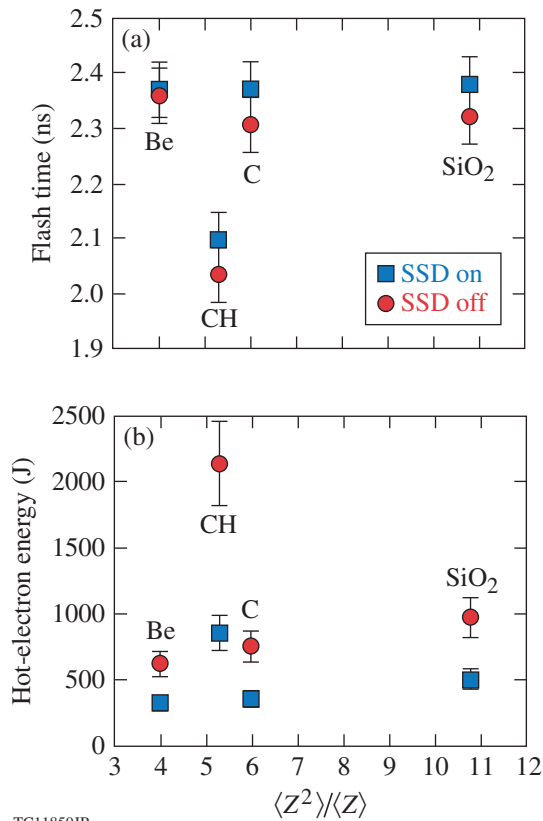 (a)
2.5
2.4
2.3
2.2
2.1
2.0
1.9
Flash time (ns)
Be
C
SiO₂
CH
SSD on
SSD off
(b)
2500
2000
1500
1000
500
0
Hot-electron energy (J)
CH
Be
C
SiO₂
3 4 5 6 7 8 9 10 11 12
⟨Z²⟩/⟨Z⟩